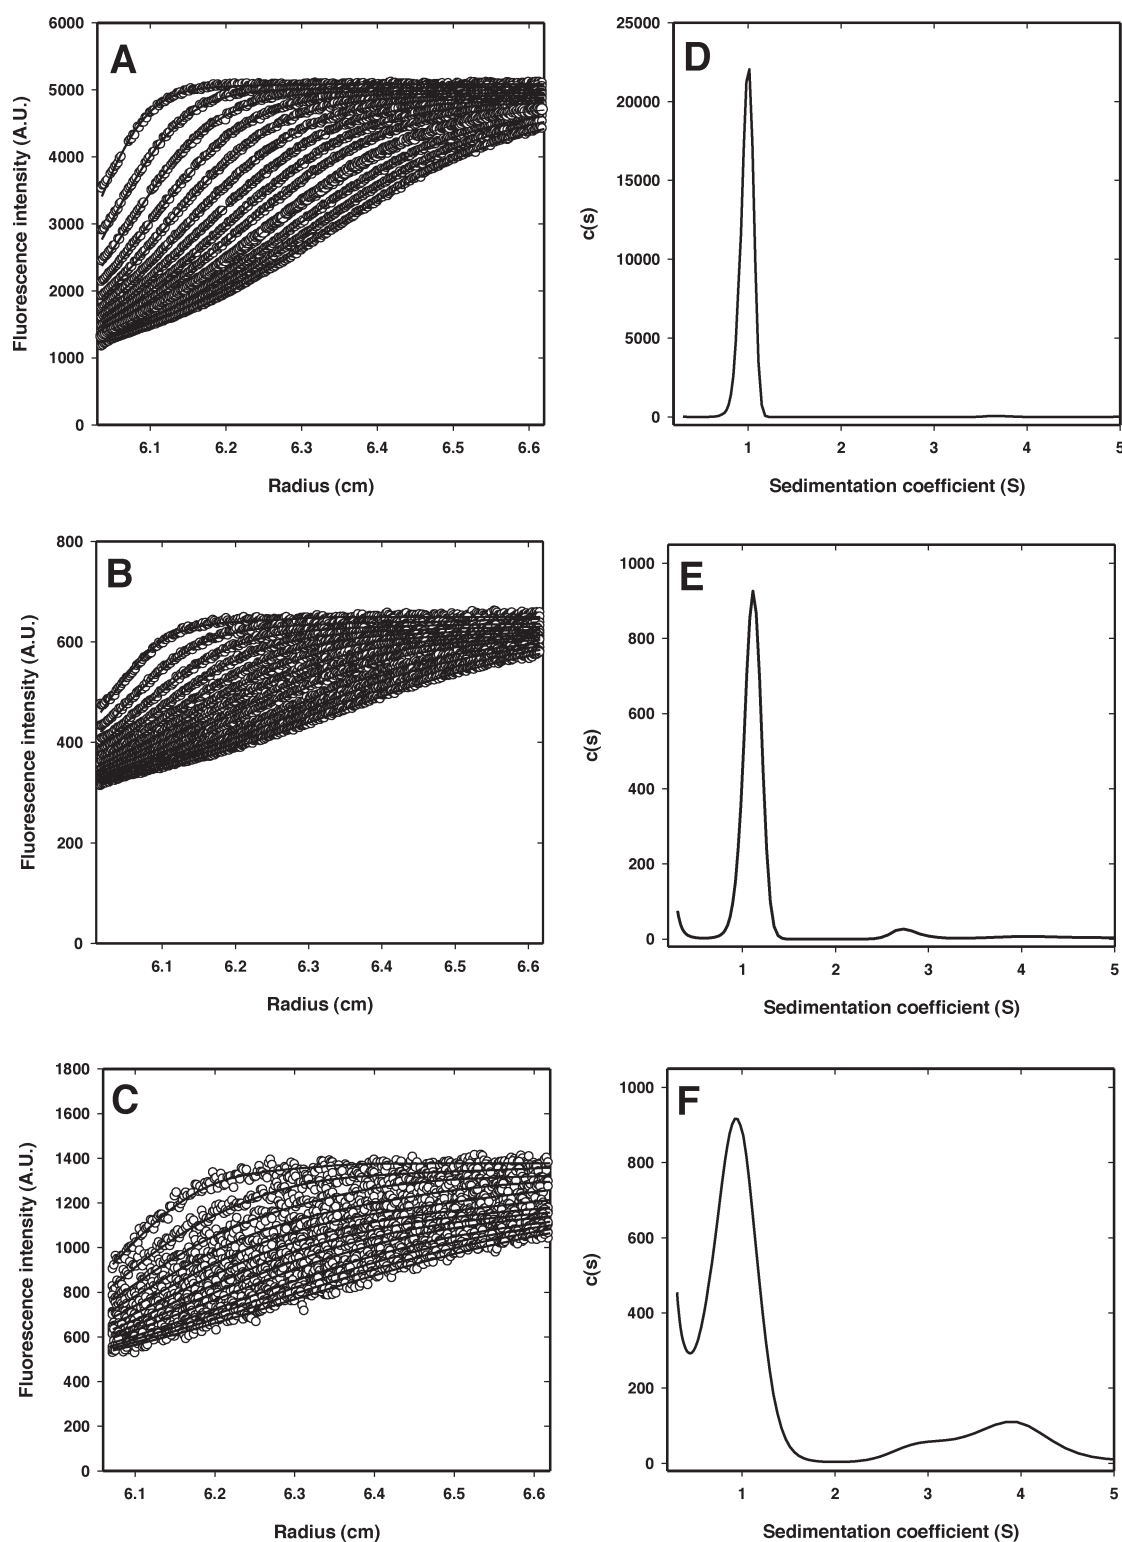 A
6000
5000
4000
3000
2000
1000
0
Fluorescence intensity (A.U.)
6.1 6.2 6.3 6.4 6.5 6.6
Radius (cm)
D
25000
20000
15000
10000
5000
0
c(s)
1 2 3 4 5
Sedimentation coefficient (S)
B
800
600
400
200
0
Fluorescence intensity (A.U.)
6.1 6.2 6.3 6.4 6.5 6.6
Radius (cm)
E
1000
800
600
400
200
0
c(s)
1 2 3 4 5
Sedimentation coefficient (S)
C
1800
1600
1400
1200
1000
800
600
400
200
0
Fluorescence intensity (A.U.)
6.1 6.2 6.3 6.4 6.5 6.6
Radius (cm)
F
1000
800
600
400
200
0
c(s)
1 2 3 4 5
Sedimentation coefficient (S)